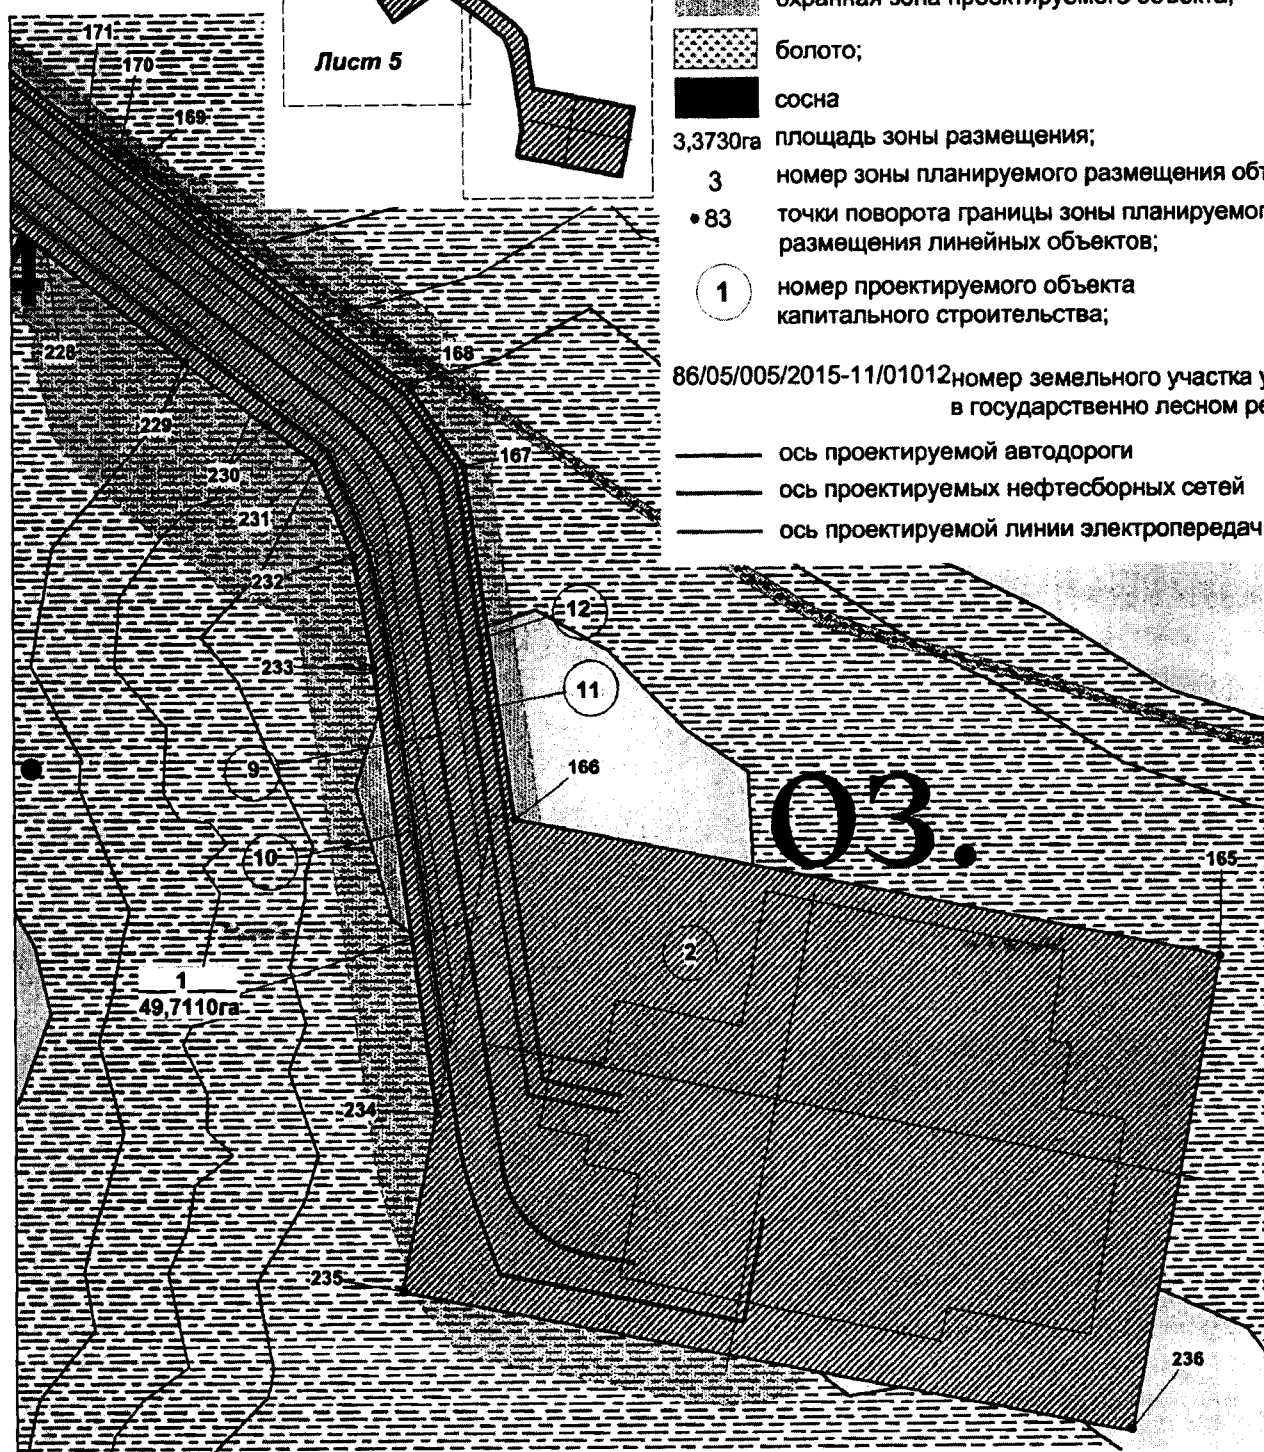 охранная зона проектируемого объекта;
Лист 5
болото;
сосна
3,3730га площадь зоны размещения;
3 номер зоны планируемого размещения
•83 точки поворота границы зоны
размещения линейных объектов;
1 номер проектируемого объекта
капитального строительства;
86/05/005/2015-11/01012 номер земельного участка
в государственно лесном
ось проектируемой автодороги
ось проектируемых нефтесборных сетей
ось проектируемой линии электропередач
171
170
169
228
168
229
167
230
231
232
12
233
11
9
166
03.
10
165
2
1
49,7110га
234
235
236